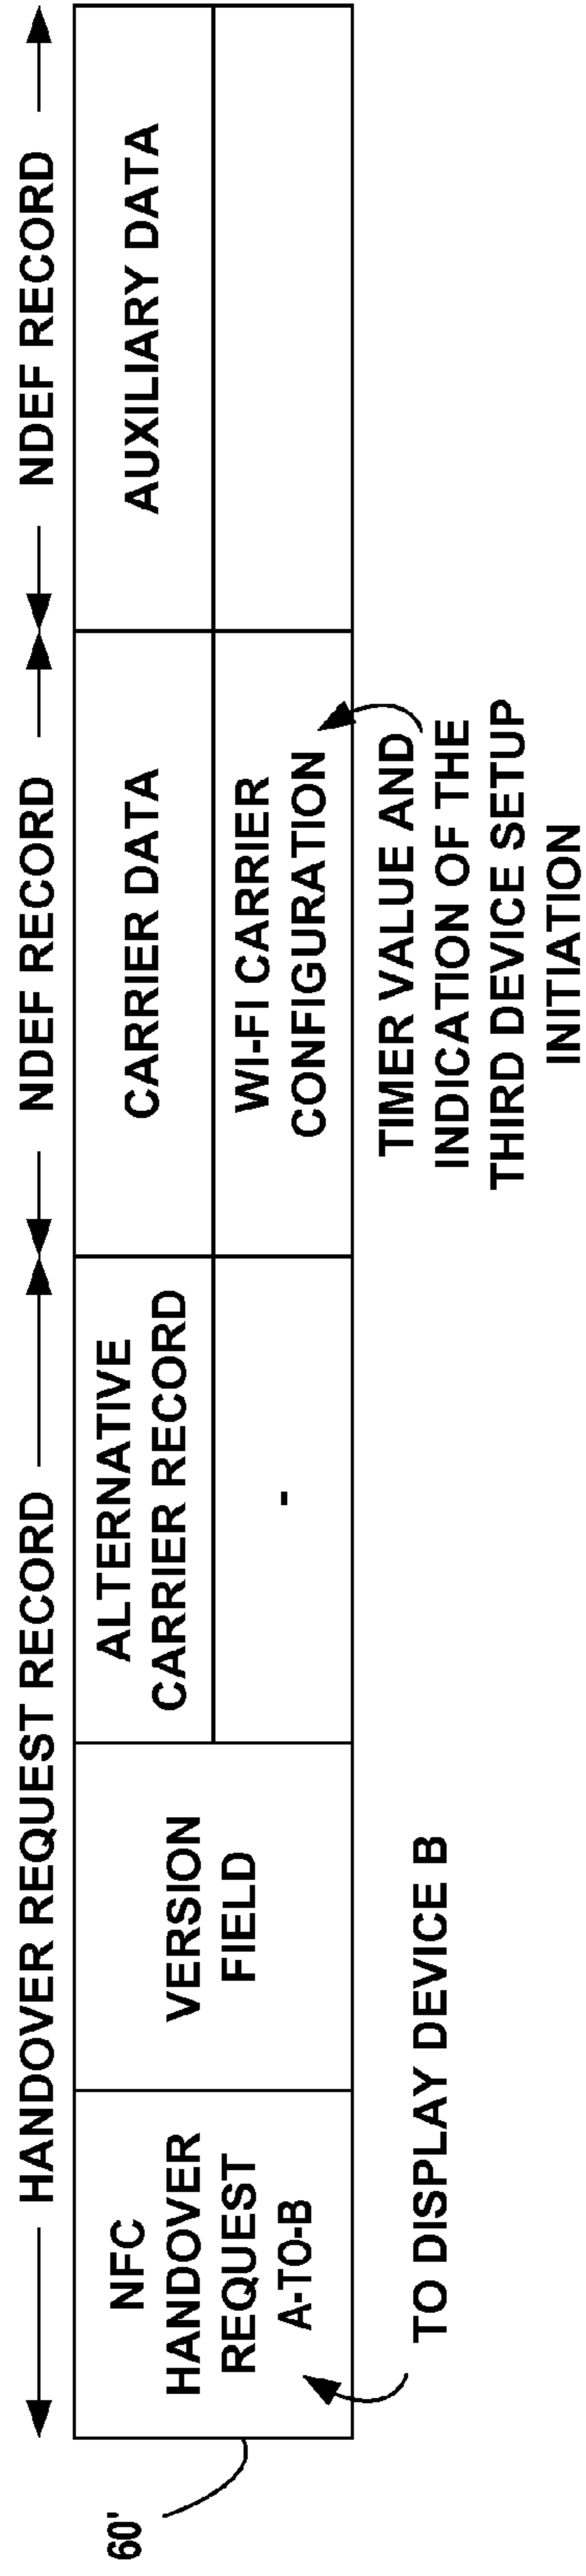 HANDOVER REQUEST RECORD
NDEF RECORD
NDEF RECORD
NFC
HANDOVER
REQUEST
A-TO-B
VERSION
FIELD
ALTERNATIVE
CARRIER RECORD
-
CARRIER DATA
WI-FI CARRIER
CONFIGURATION
AUXILIARY DATA
60'
TO DISPLAY DEVICE B
TIMER VALUE AND
INDICATION OF THE
THIRD DEVICE SETUP
INITIATION